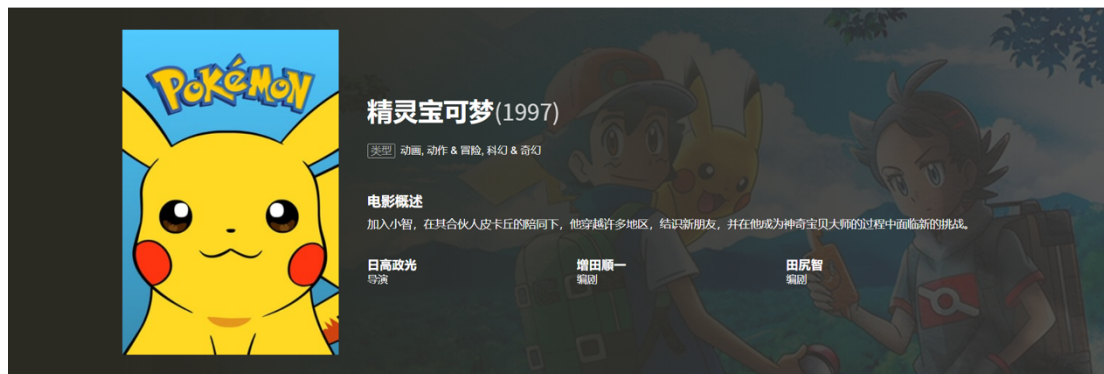 POKéMON
精灵宝可梦(1997)
类型 动画, 动作 & 冒险, 科幻 & 奇幻
电影概述
加入小智，在其合伙人皮卡丘的陪同下，他穿越许多地区，结识新朋友，并在他成为神奇宝贝大师的过程中面临新的挑战。
日高政光 增田順一 田尻智
导演 编剧 编剧